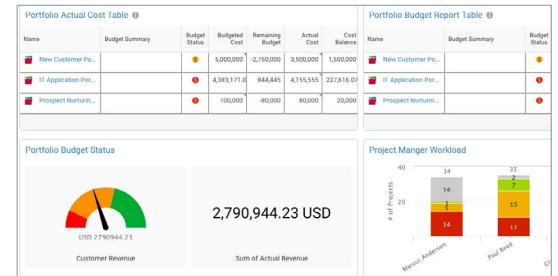 Portfolio Actual Cost Table
Name Budget Summary Budget Status Budgeted Cost Remaining Budget Actual Cost Cost Balance
New Customer Po... 5,000,000 -2,750,000 3,500,000 1,500,000
IT Application Por... 4,383,171.0 844,445 4,155,555 227,616.07
Prospect Nurturin... 100,000 -80,000 80,000 20,000
Portfolio Budget Report Table
Name Budget Summary Budget Status
New Customer Po...
IT Application Por...
Prospect Nurturin...
Portfolio Budget Status
USD 2790944.23
Customer Revenue
2,790,944.23 USD
Sum of Actual Revenue
Project Manger Workload
# of Projects
40
20
34
14
14
35
2
7
15
11
Marcus Anderson
Paul Reed